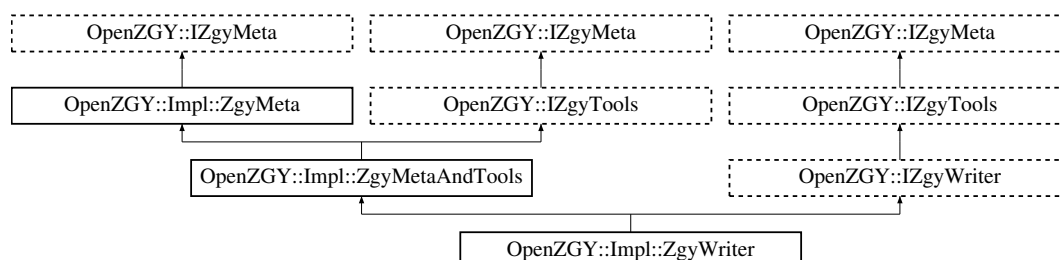 OpenZGY::IZgyMeta
OpenZGY::IZgyMeta
OpenZGY::IZgyMeta
OpenZGY::Impl::ZgyMeta
OpenZGY::IZgyTools
OpenZGY::IZgyTools
OpenZGY::Impl::ZgyMetaAndTools
OpenZGY::IZgyWriter
OpenZGY::Impl::ZgyWriter